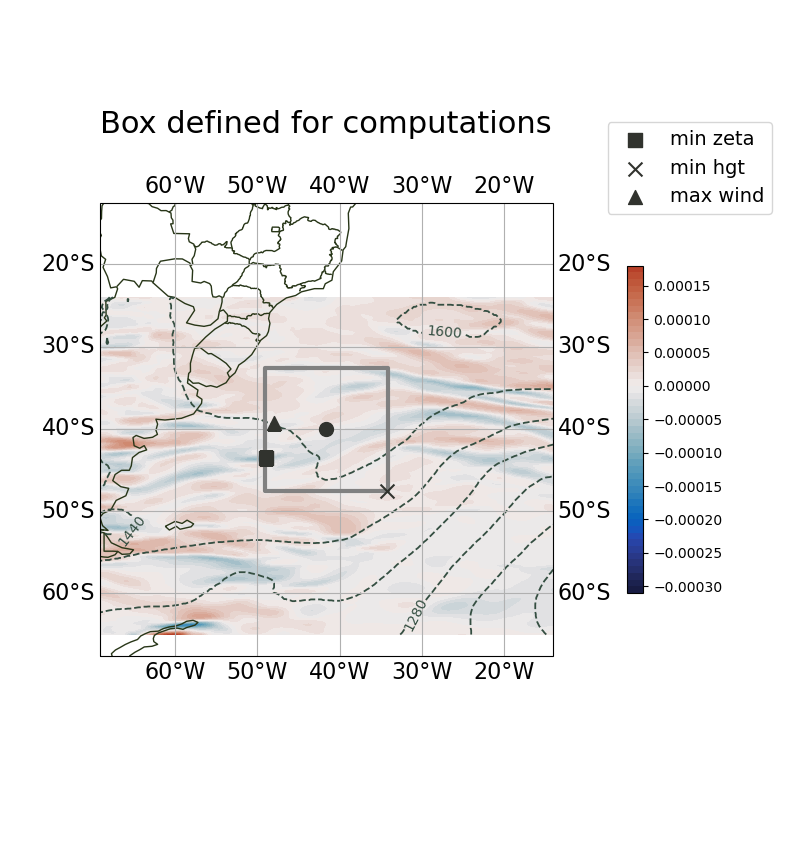 Box defined for computations
min zeta
min hgt
max wind
60°W 50°W 40°W 30°W 20°W
20°S 20°S
30°S 30°S
40°S 40°S
50°S 50°S
60°S 60°S
1600
1440
1280
60°W 50°W 40°W 30°W 20°W
0.00015
0.00010
0.00005
0.00000
−0.00005
−0.00010
−0.00015
−0.00020
−0.00025
−0.00030